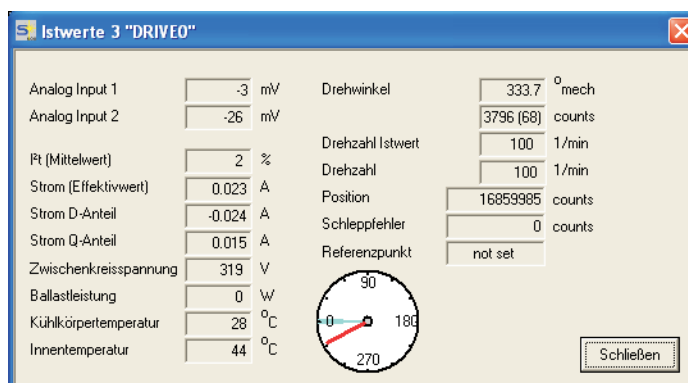 Istwerte 3 "DRIVE0"
Analog Input 1 -3 mV
Analog Input 2 -26 mV
I²t (Mittelwert) 2 %
Strom (Effektivwert) 0.023 A
Strom D-Anteil -0.024 A
Strom Q-Anteil 0.015 A
Zwischenkreisspannung 319 V
Ballastleistung 0 W
Kühlkörpertemperatur 28 °C
Innentemperatur 44 °C
Drehwinkel 333.7 °mech
3796 (68) counts
Drehzahl Istwert 100 1/min
Drehzahl 100 1/min
Position 16859985 counts
Schleppfehler 0 counts
Referenzpunkt not set
90
0 180
270
Schließen